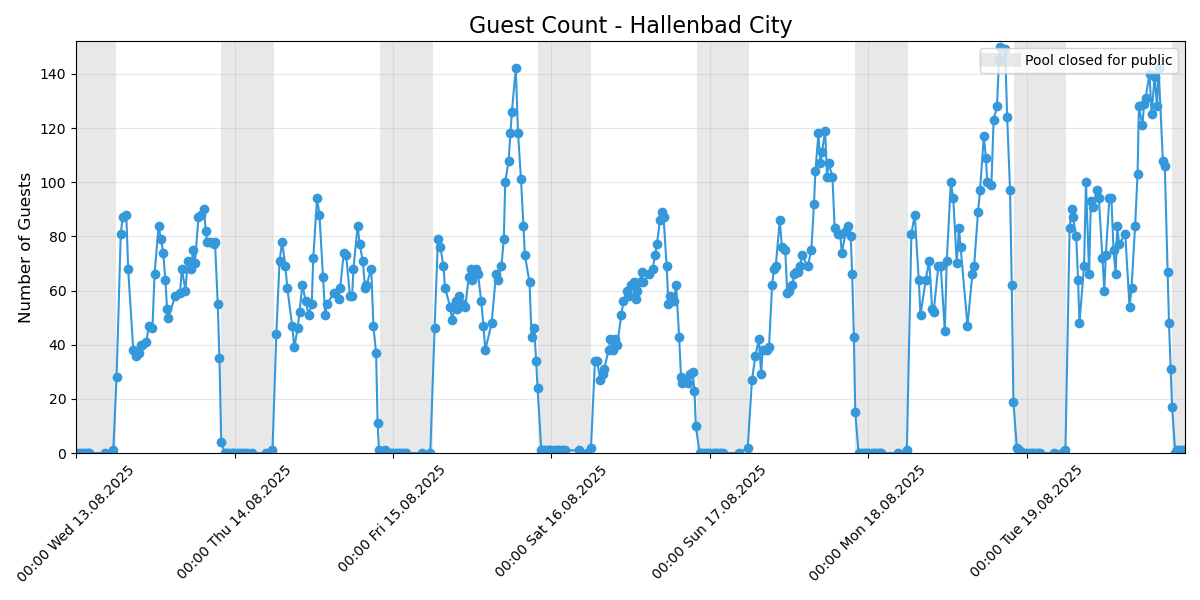 Guest Count - Hallenbad City
Pool closed for public
Number of Guests
140
120
100
80
60
40
20
0
00:00 Wed 13.08.2025
00:00 Thu 14.08.2025
00:00 Fri 15.08.2025
00:00 Sat 16.08.2025
00:00 Sun 17.08.2025
00:00 Mon 18.08.2025
00:00 Tue 19.08.2025